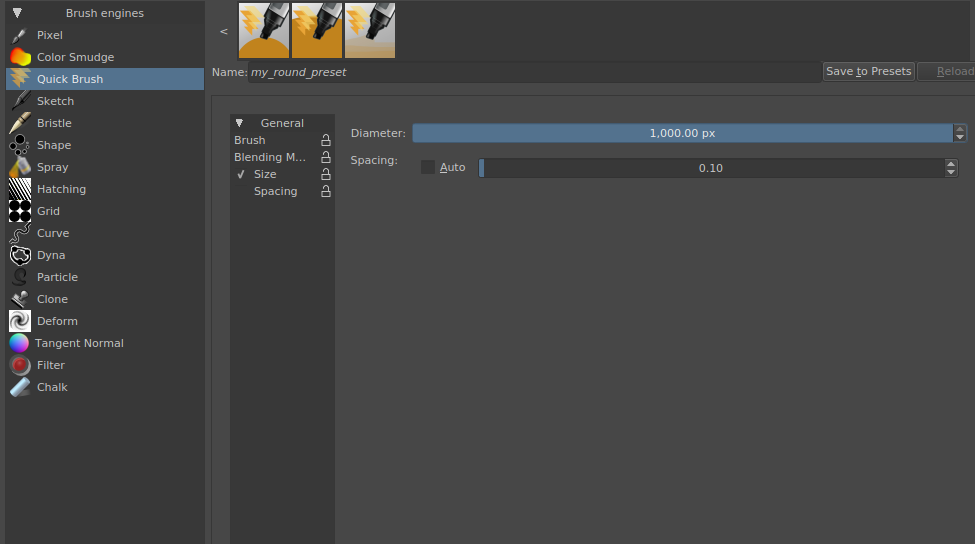 Brush engines
Pixel
Color Smudge
Quick Brush
Sketch
Bristle
Shape
Spray
Hatching
Grid
Curve
Dyna
Particle
Clone
Deform
Tangent Normal
Filter
Chalk
<
Name: my_round_preset
Save to Presets
Reload
General
Brush
Blending M...
Size
Spacing
Diameter: 1,000.00 px
Spacing: Auto 0.10